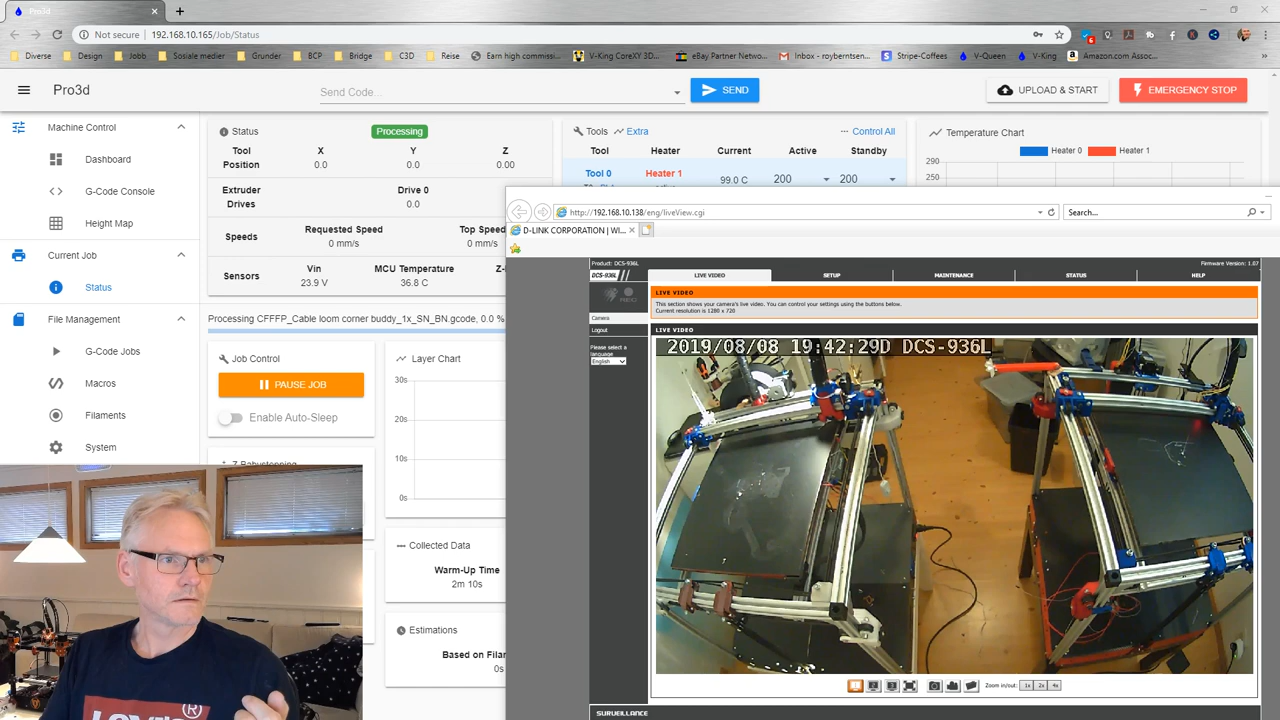 Pro3d
Not secure 192.168.10.165/Job/Status
Diverse Design Jobb Sosiale medier Grunder BCP Bridge C3D Reise Earn high commissi... V-King CoreXY 3D... eBay Partner Netw... Inbox - royberntsen... Stripe-Coffees V-Queen V-King Amazon.com Assoc...
Pro3d Send Code... SEND UPLOAD & START EMERGENCY STOP
Machine Control
Dashboard
G-Code Console
Height Map
Current Job
Status
File Management
G-Code Jobs
Macros
Filaments
System
Status Processing
Tool Position X Y Z
0.0 0.0 0.00
Extruder Drives Drive 0
0.0
Speeds Requested Speed Top Speed
0 mm/s 0 mm/s
Sensors Vin MCU Temperature
23.9 V 36.8 C
Processing CFFFP_Cable loom corner buddy_1x_SN_BN.gcode, 0.0 %
Job Control
PAUSE JOB
Enable Auto-Sleep
Z Babystepping
Layer Chart
30s
20s
10s
0s
Collected Data
Warm-Up Time
2m 10s
Estimations
Based on Filam
0s
Tools Extra Control All
Tool Heater Current Active Standby
Tool 0 Heater 1 99.0 C 200 200
Temperature Chart
Heater 0 Heater 1
290
250
http://192.168.10.138/eng/liveView.cgi Search...
D-LINK CORPORATION | WI...
Product: DCS-936L Firmware Version: 1.07
DCS-936L LIVE VIDEO SETUP MAINTENANCE STATUS HELP
Camera
Logout
Please select a language
English
LIVE VIDEO
This section shows your camera's live video. You can control your settings using the buttons below.
Current resolution is 1280 x 720
LIVE VIDEO
2019/08/08 19:42:29D DCS-936L
Zoom in/out: 1x 2x 4x
SURVEILLANCE